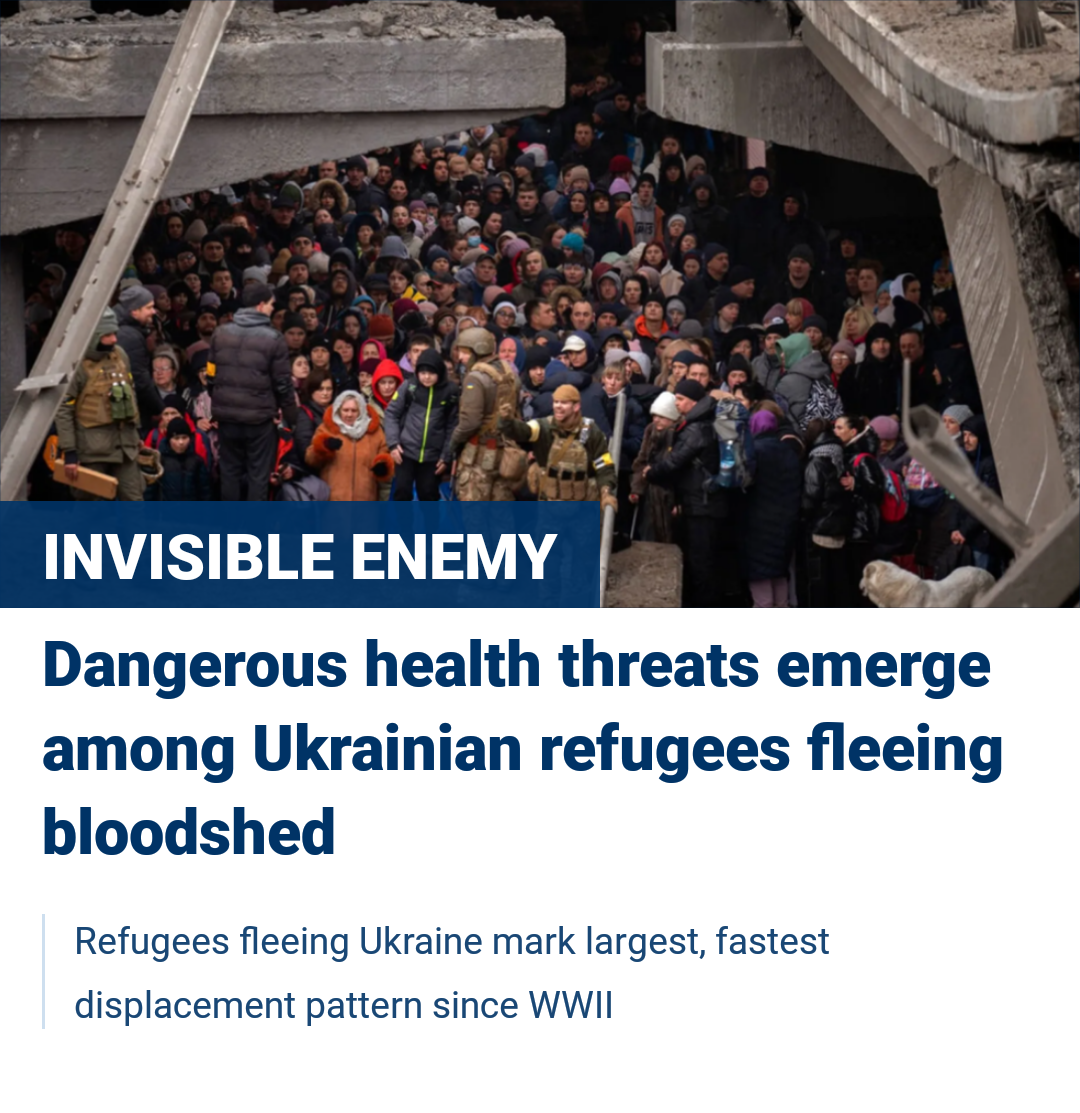 INVISIBLE ENEMY
Dangerous health threats emerge
among Ukrainian refugees fleeing
bloodshed
Refugees fleeing Ukraine mark largest, fastest
displacement pattern since WWII